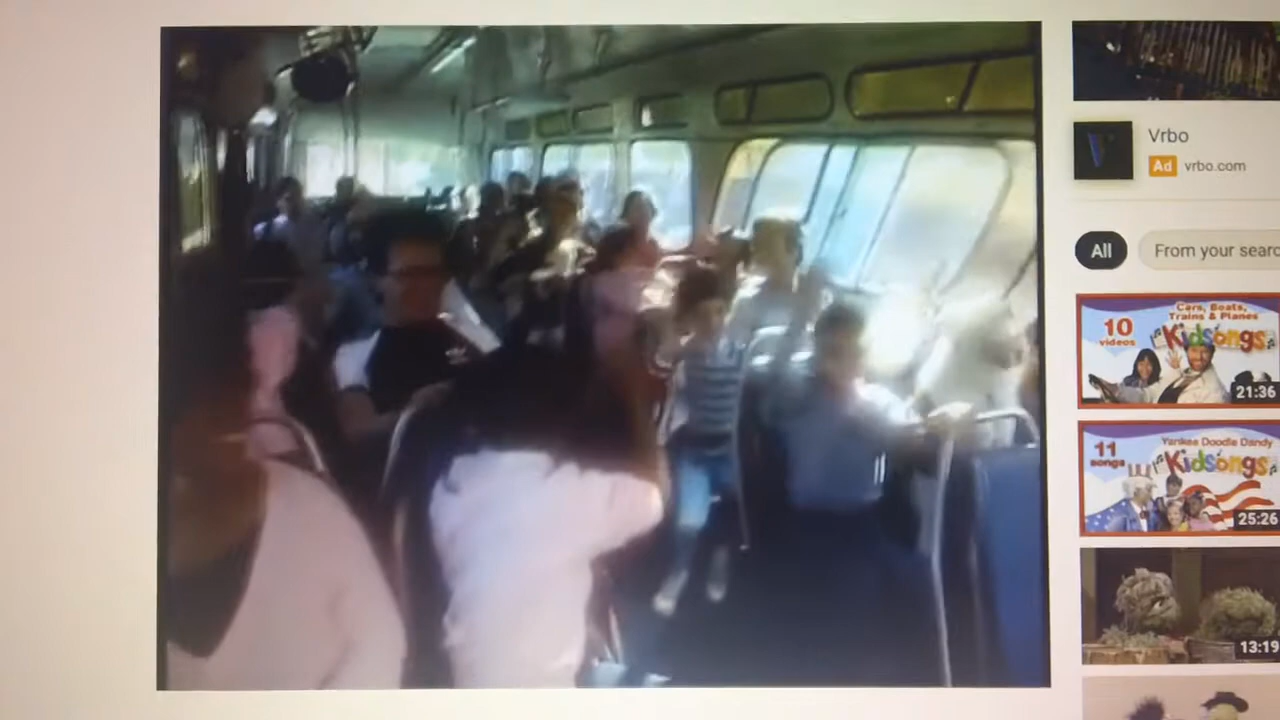 Vrbo
Ad vrbo.com
All
From your searc
10
videos
Cars, Boats,
Trains & Planes
Kidsongs
21:36
11
songs
Yankee Doodle Dandy
Kidsongs
25:26
13:19